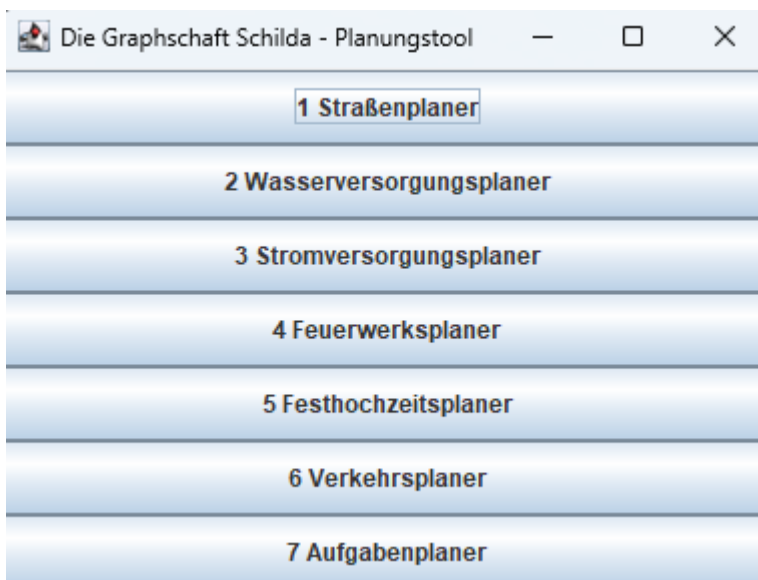 Die Graphschaft Schilda - Planungstool
1 Straßenplaner
2 Wasserversorgungsplaner
3 Stromversorgungsplaner
4 Feuerwerksplaner
5 Festhochzeitsplaner
6 Verkehrsplaner
7 Aufgabenplaner